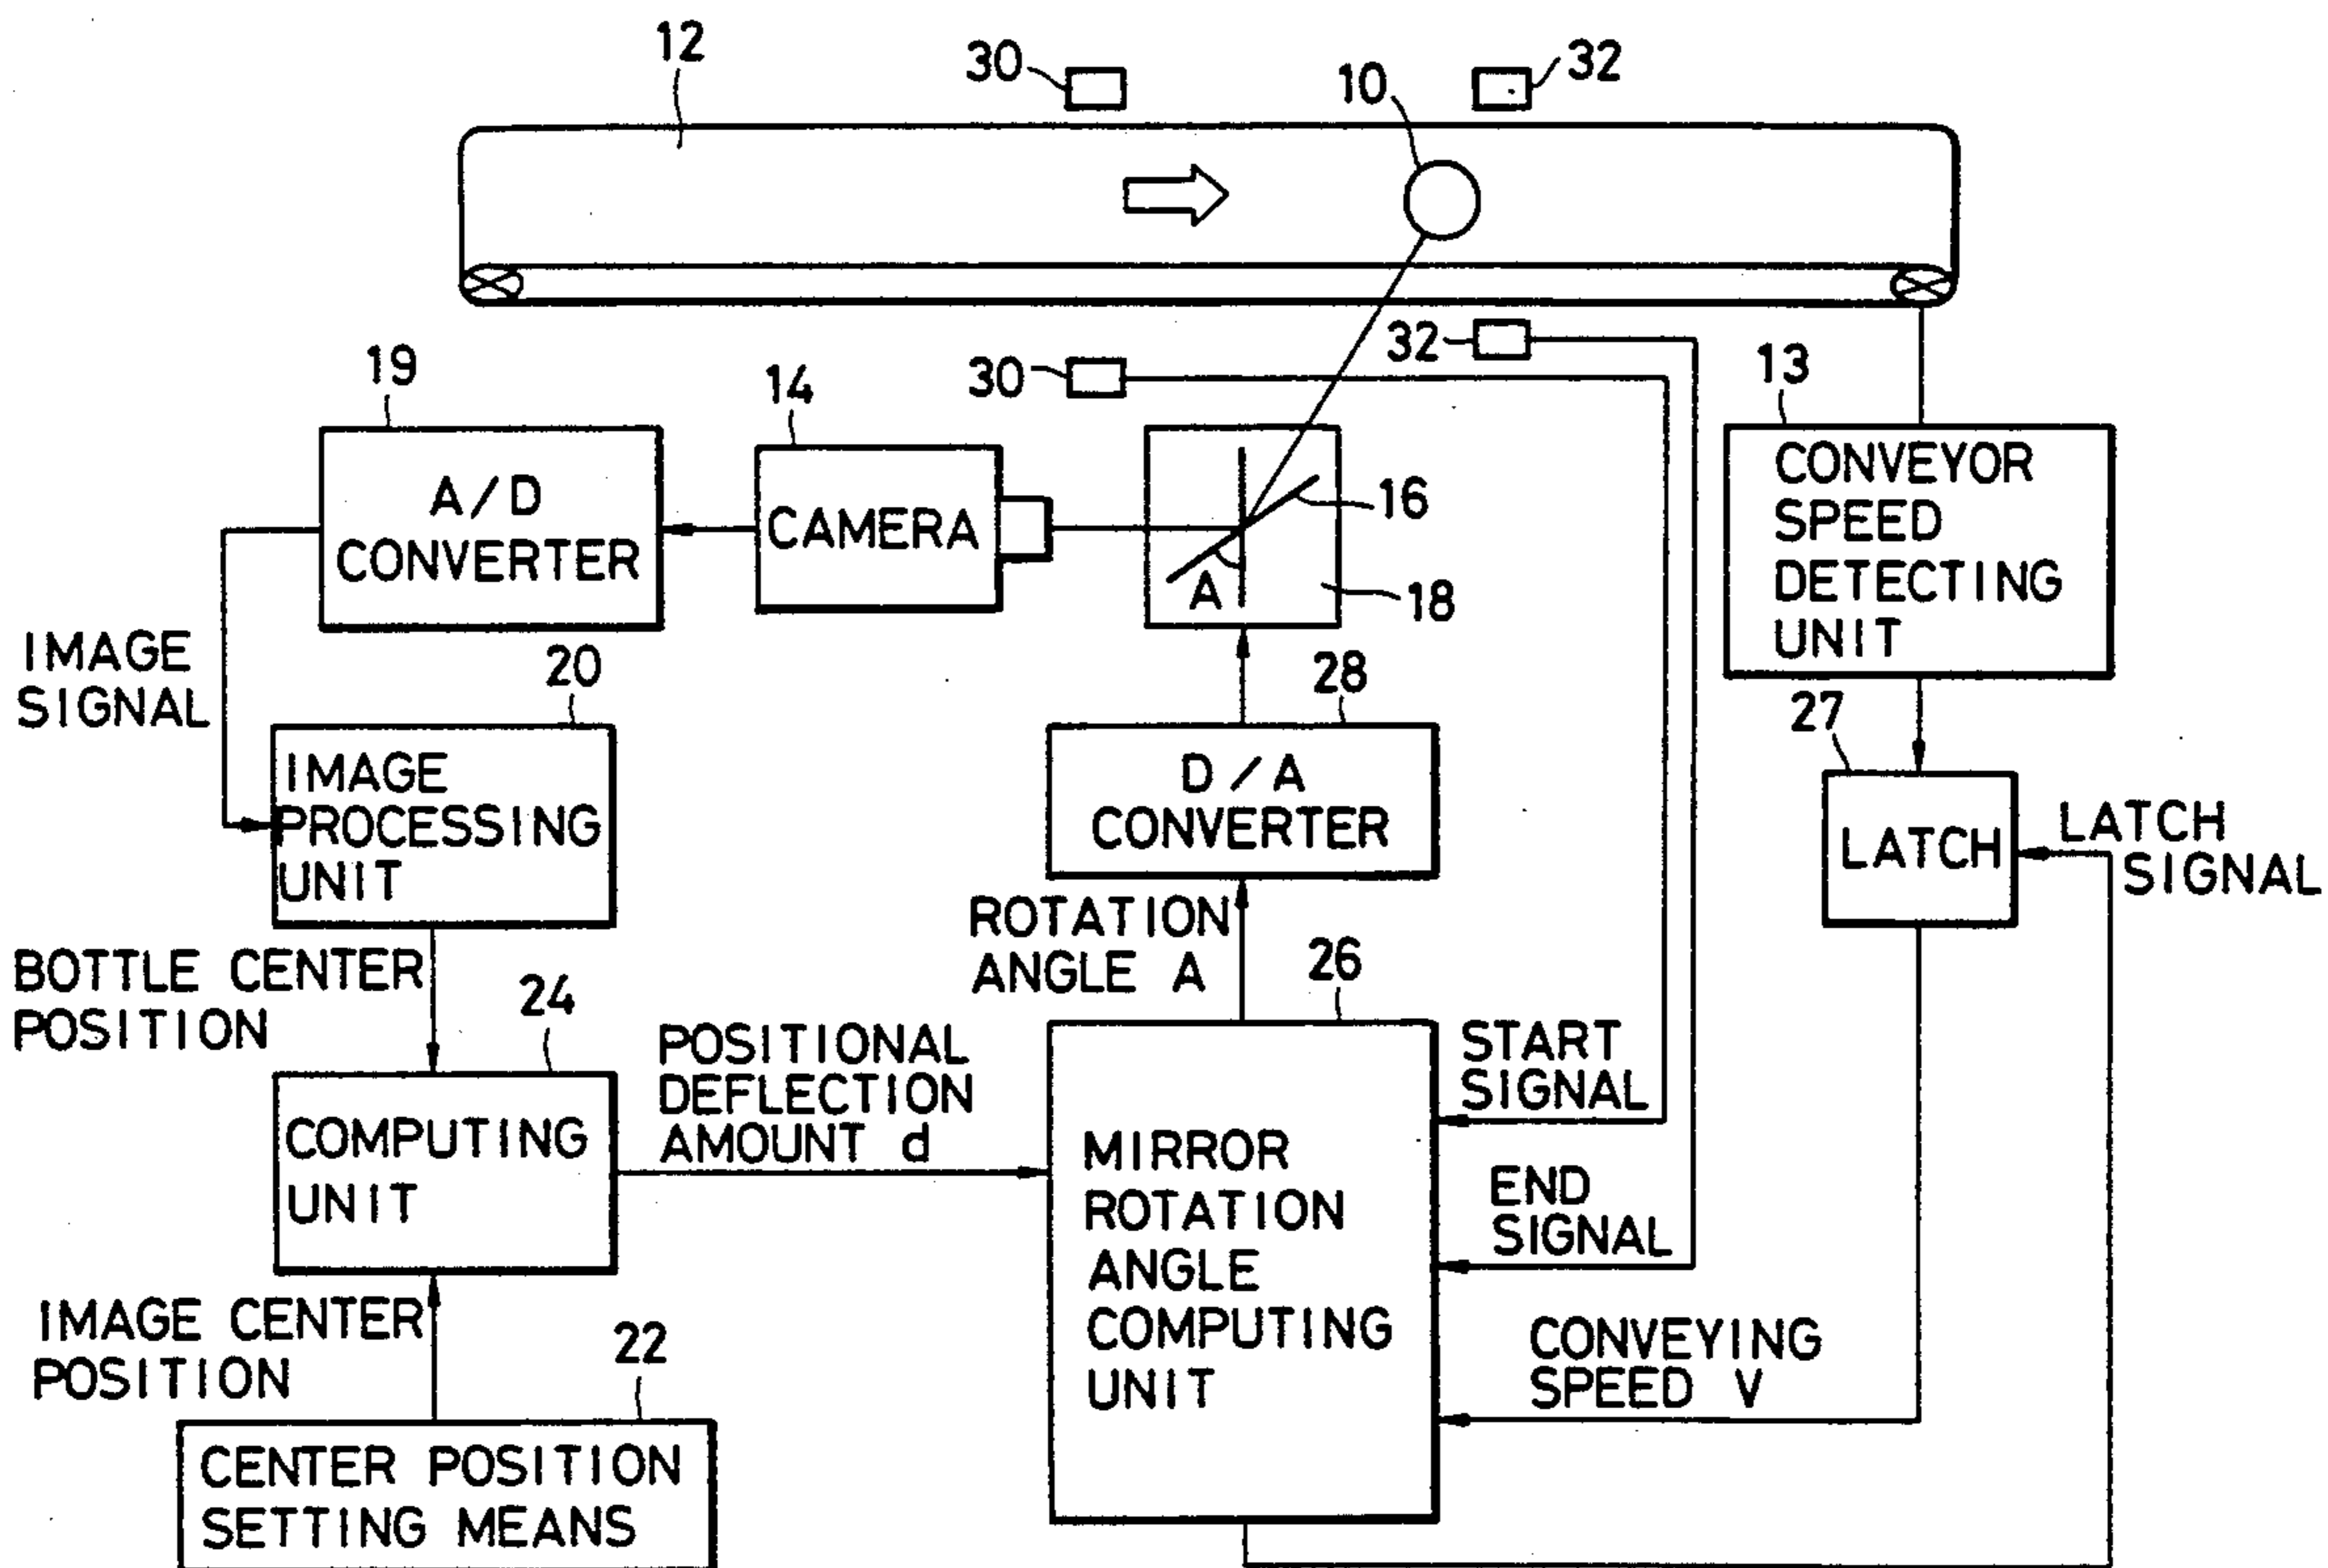 12
30
10
32
32
30
19
14
13
A/D
CONVERTER
CAMERA
16
A
18
CONVEYOR
SPEED
DETECTING
UNIT
IMAGE
SIGNAL
20
28
27
IMAGE
PROCESSING
UNIT
D/A
CONVERTER
LATCH
LATCH
SIGNAL
ROTATION
ANGLE A
26
BOTTLE CENTER
POSITION
24
POSITIONAL
DEFLECTION
AMOUNT d
START
SIGNAL
COMPUTING
UNIT
MIRROR
ROTATION
ANGLE
COMPUTING
UNIT
END
SIGNAL
IMAGE CENTER
POSITION
22
CONVEYING
SPEED V
CENTER POSITION
SETTING MEANS